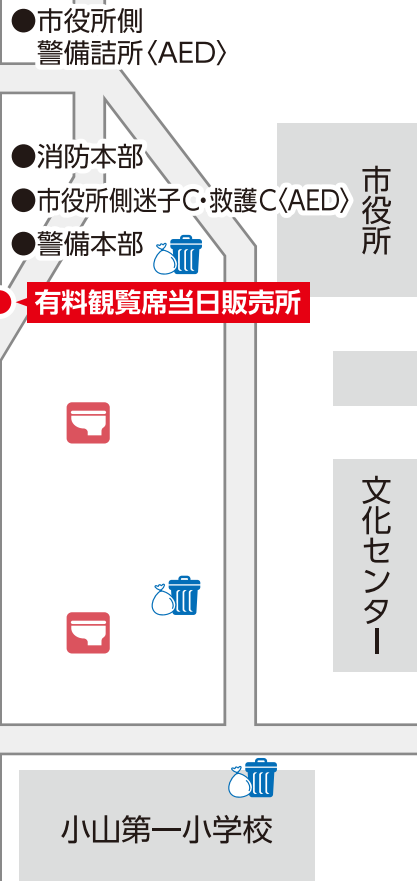 ●市役所側
警備詰所〈AED〉
●消防本部
●市役所側迷子C・救護C〈AED〉
●警備本部
有料観覧席当日販売所
市役所
文化センター
小山第一小学校